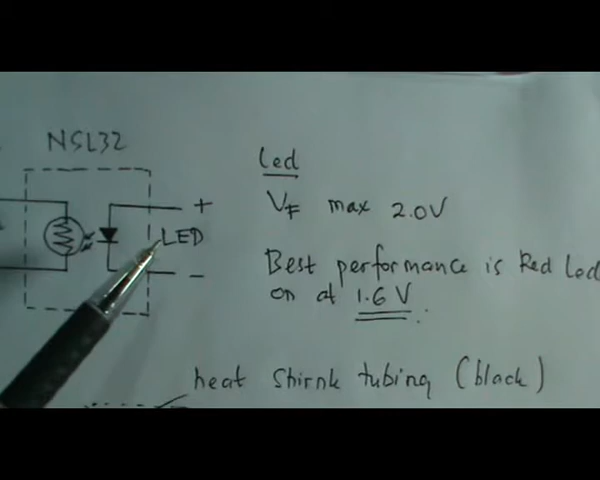 NSL32
Led
VF max 2.0V
+
LED
-
Best performance is Red Led
on at 1.6 V
heat shirnk tubing (black)